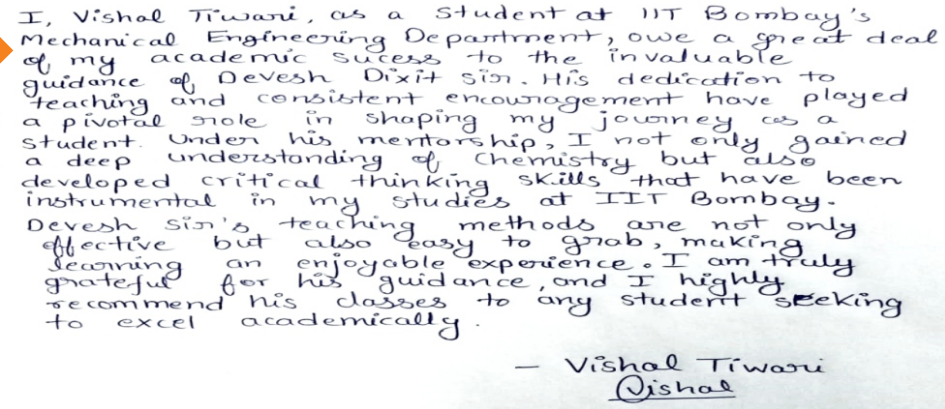 I, Vishal Tiwari, as a student at IIT Bombay's
Mechanical Engineering Department, owe a great deal
of my academic sucess to the invaluable
guidance of Devesh Dixit sir. His dedication to
teaching and consistent encouragement have played
a pivotal role in shaping my journey as a
student. Under his mentorship, I not only gained
a deep understanding of Chemistry but also
developed critical thinking skills that have been
instrumental in my studies at IIT Bombay.
Devesh Sir's teaching methods are not only
effective but also easy to grab, making
learning an enjoyable experience. I am truly
grateful for his guidance, and I highly
recommend his classes to any student seeking
to excel academically.
- Vishal Tiwari
Vishal